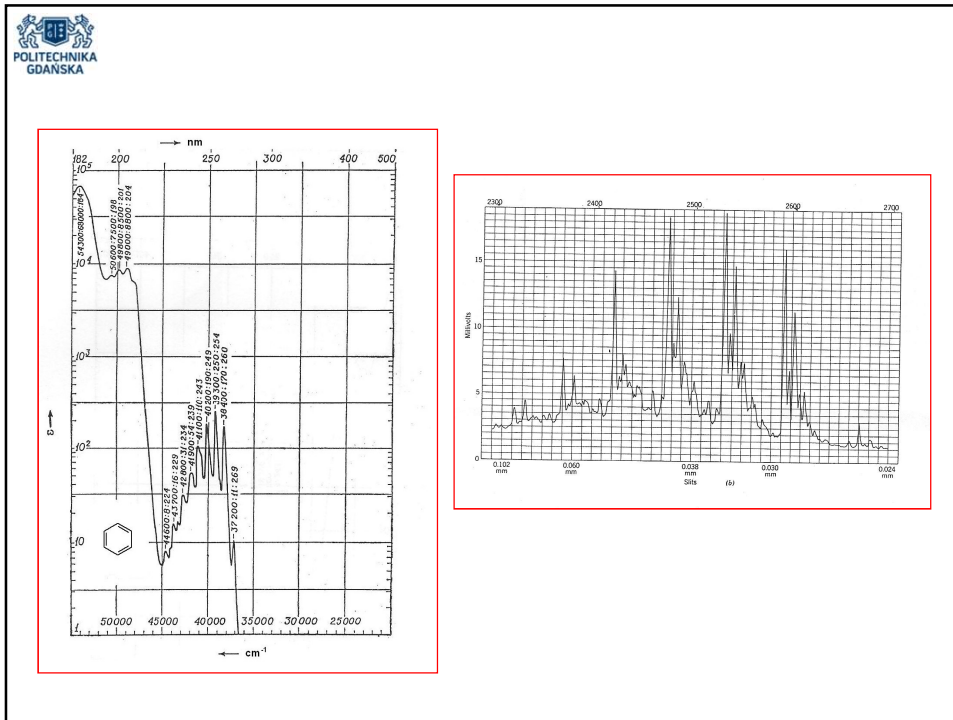 POLITECHNIKA
GDAŃSKA
nm
182 200 250 300 400 500
10⁵
10⁴
10³
10²
10
1,
ε
54300:68000:184
50600:7500:198
49800:8500:201
49000:8800:204
44600:8:224
43700:16:229
42800:31:234
41900:54:239
41100:110:243
40200:190:249
39300:250:254
38400:170:260
37200:11:269
50000 45000 40000 35000 30000 25000
cm⁻¹
2300 2400 2500 2600 2700
15
10
5
0
Millivolts
0.102 0.060 0.038 0.030 0.024
mm mm mm mm mm
Slits (b)